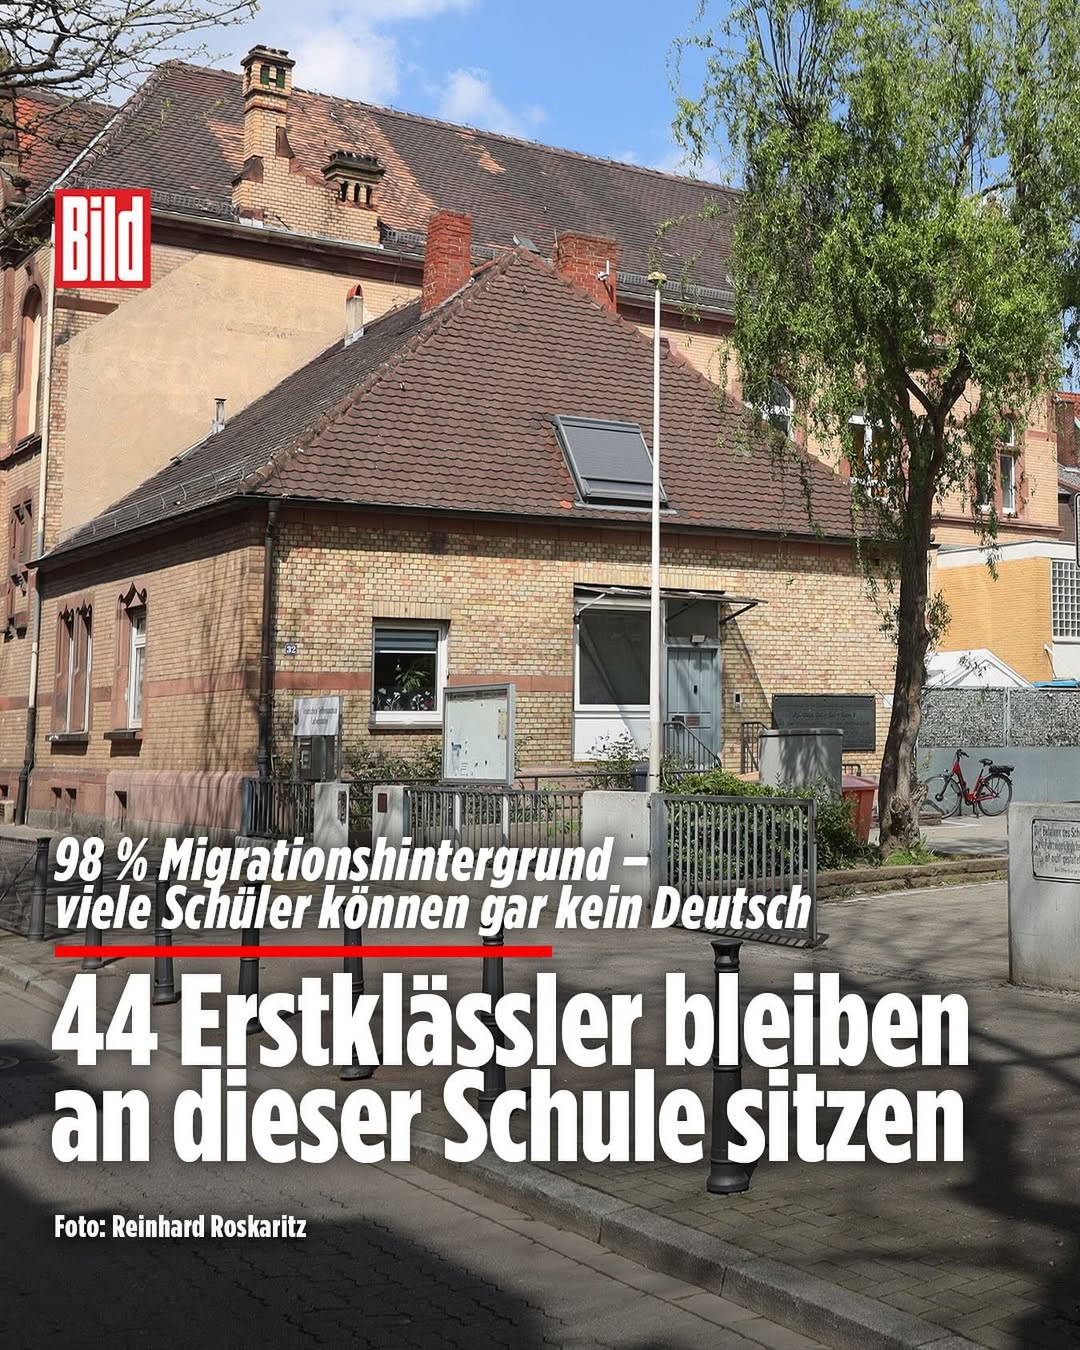 Bild
32
98 % Migrationshintergrund –
viele Schüler können gar kein Deutsch
44 Erstklässler bleiben
an dieser Schule sitzen
Foto: Reinhard Roskaritz